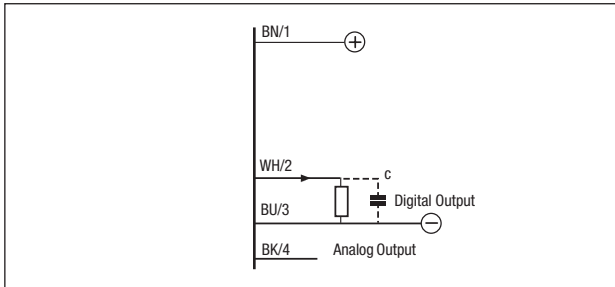 BN/1
+
WH/2
c
Digital Output
BU/3
−
BK/4
Analog Output